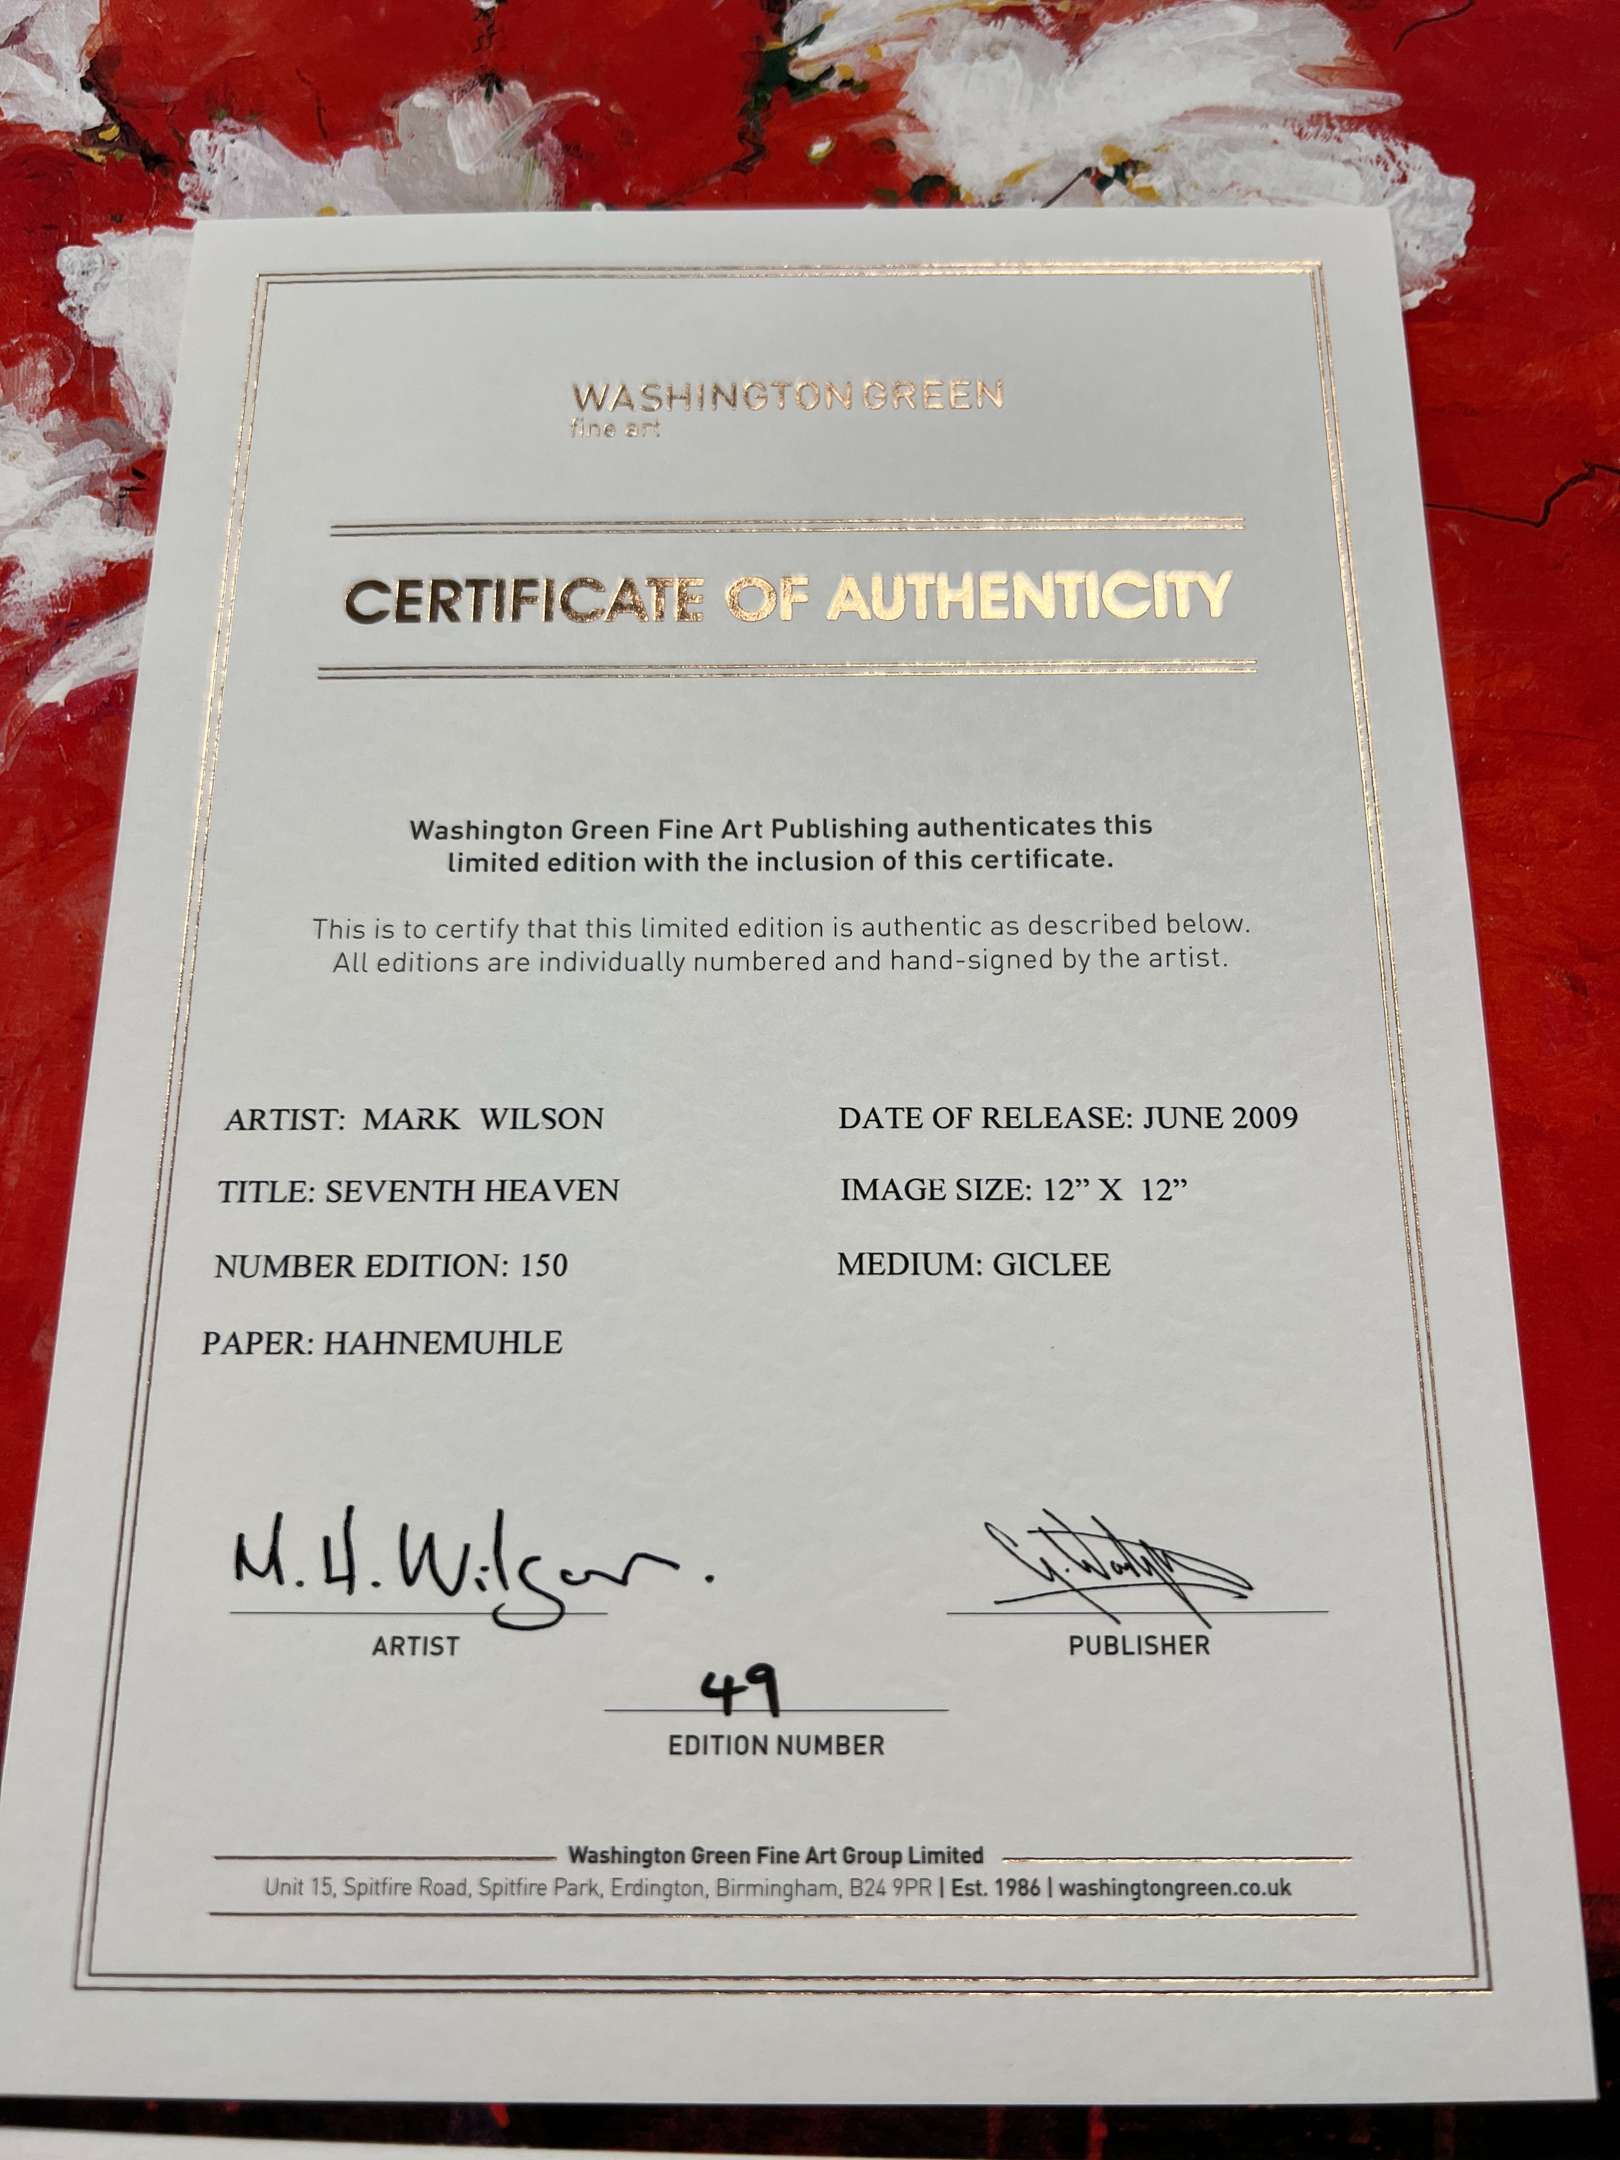 WASHINGTON GREEN
fine art
CERTIFICATE OF AUTHENTICITY
Washington Green Fine Art Publishing authenticates this
limited edition with the inclusion of this certificate.
This is to certify that this limited edition is authentic as described below.
All editions are individually numbered and hand-signed by the artist.
ARTIST: MARK WILSON
DATE OF RELEASE: JUNE 2009
TITLE: SEVENTH HEAVEN
IMAGE SIZE: 12” X 12”
NUMBER EDITION: 150
MEDIUM: GICLEE
PAPER: HAHNEMUHLE
M. H. Wilson.
ARTIST
PUBLISHER
49
EDITION NUMBER
Washington Green Fine Art Group Limited
Unit 15, Spitfire Road, Spitfire Park, Erdington, Birmingham, B24 9PR | Est. 1986 | washingtongreen.co.uk